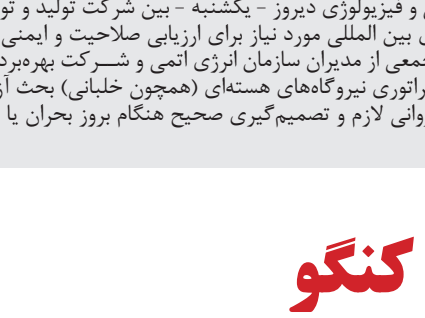 و فیزیولوژی دیروز - یکشنبه - بین شرکت تولید و تو
بین المللی مورد نیاز برای ارزیابی صلاحیت و ایمنی
جمعی از مدیران سازمان انرژی اتمی و شــرکت بهره‌برد
راتوری نیروگاه‌های هسته‌ای (همچون خلبانی) بحث آز
روانی لازم و تصمیم‌گیری صحیح هنگام بروز بحران یا
کنگو